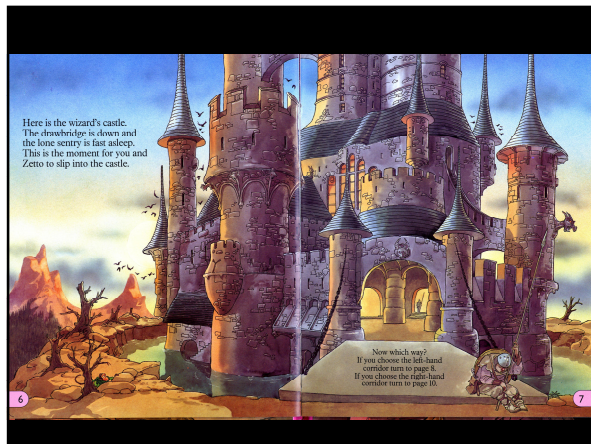 Here is the wizard's castle.
The drawbridge is down and
the lone sentry is fast asleep.
This is the moment for you and
Zetto to slip into the castle.
Now which way?
If you choose the left-hand
corridor turn to page 8.
If you choose the right-hand
corridor turn to page 10.
6
7